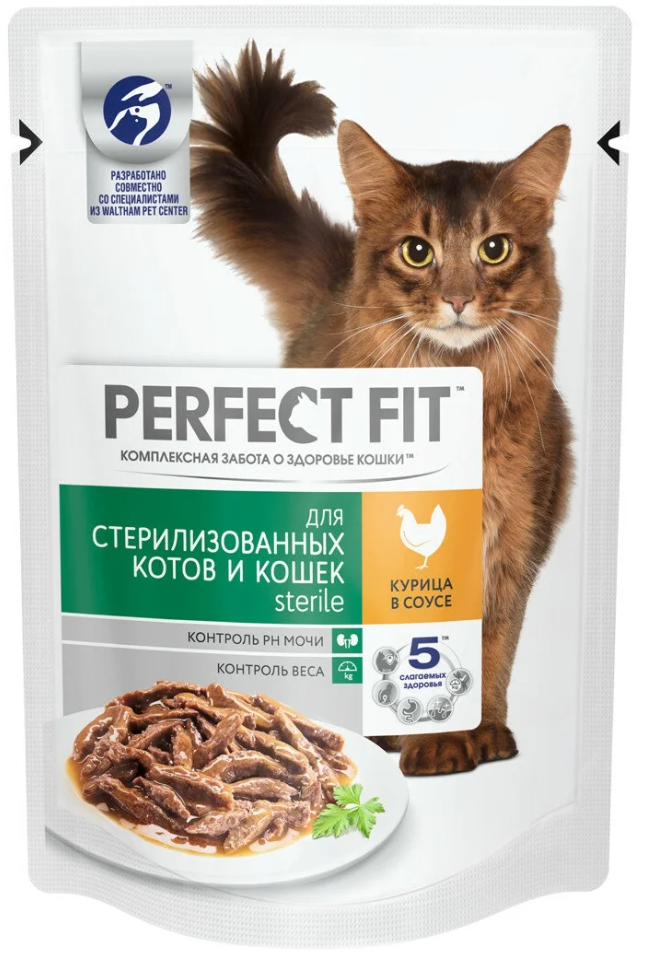 РАЗРАБОТАНО
СОВМЕСТНО
СО СПЕЦИАЛИСТАМИ
ИЗ WALTHAM PET CENTER
PERFECT FIT™
КОМПЛЕКСНАЯ ЗАБОТА О ЗДОРОВЬЕ КОШКИ™
ДЛЯ
СТЕРИЛИЗОВАННЫХ
КОТОВ И КОШЕК
sterile
КУРИЦА
В СОУСЕ
КОНТРОЛЬ PH МОЧИ
КОНТРОЛЬ ВЕСА
kg
5™
слагаемых
здоровья